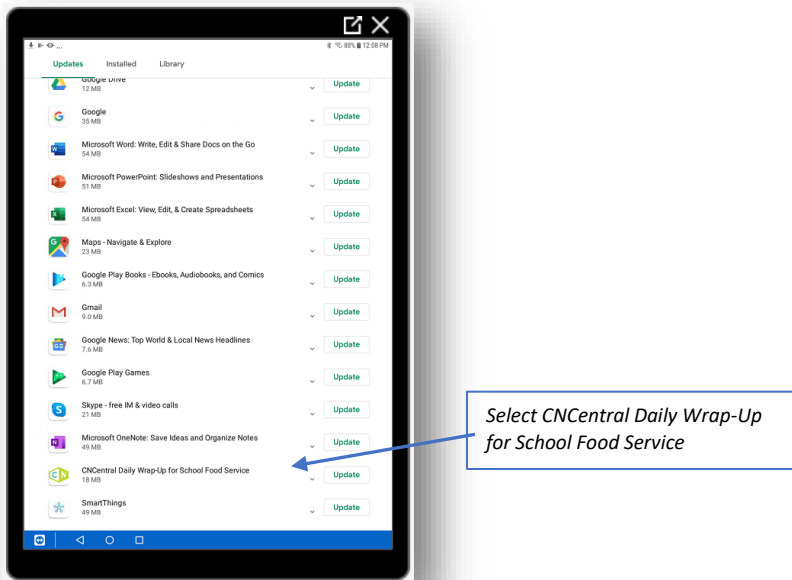 88% 12:08 PM
Updates Installed Library
Google Drive
12 MB
Update
Google
35 MB
Update
Microsoft Word: Write, Edit & Share Docs on the Go
54 MB
Update
Microsoft PowerPoint: Slideshows and Presentations
51 MB
Update
Microsoft Excel: View, Edit, & Create Spreadsheets
54 MB
Update
Maps - Navigate & Explore
23 MB
Update
Google Play Books - Ebooks, Audiobooks, and Comics
6.3 MB
Update
Gmail
9.0 MB
Update
Google News: Top World & Local News Headlines
7.6 MB
Update
Google Play Games
6.7 MB
Update
Skype - free IM & video calls
21 MB
Update
Microsoft OneNote: Save Ideas and Organize Notes
49 MB
Update
CNCentral Daily Wrap-Up for School Food Service
18 MB
Update
SmartThings
49 MB
Update
Select CNCentral Daily Wrap-Up
for School Food Service